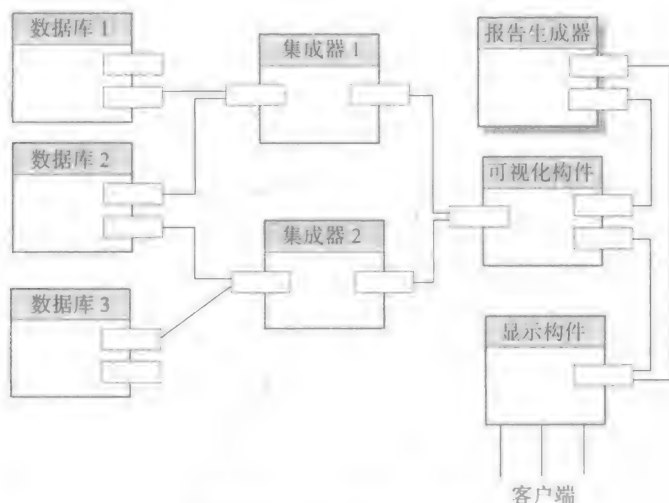 数据库 1
集成器 1
报告生成器
数据库 2
可视化构件
集成器 2
数据库 3
显示构件
客户端